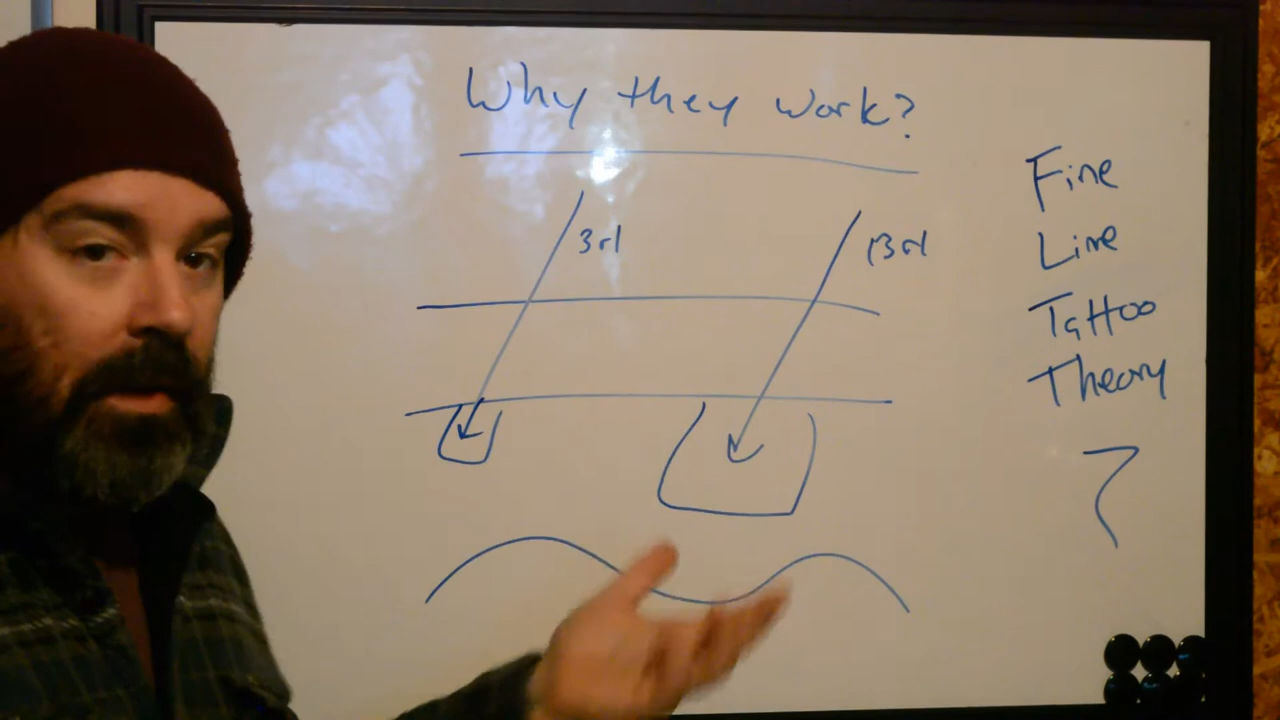 Why they work?
3rl
13rl
Fine
Line
Tattoo
Theory
?